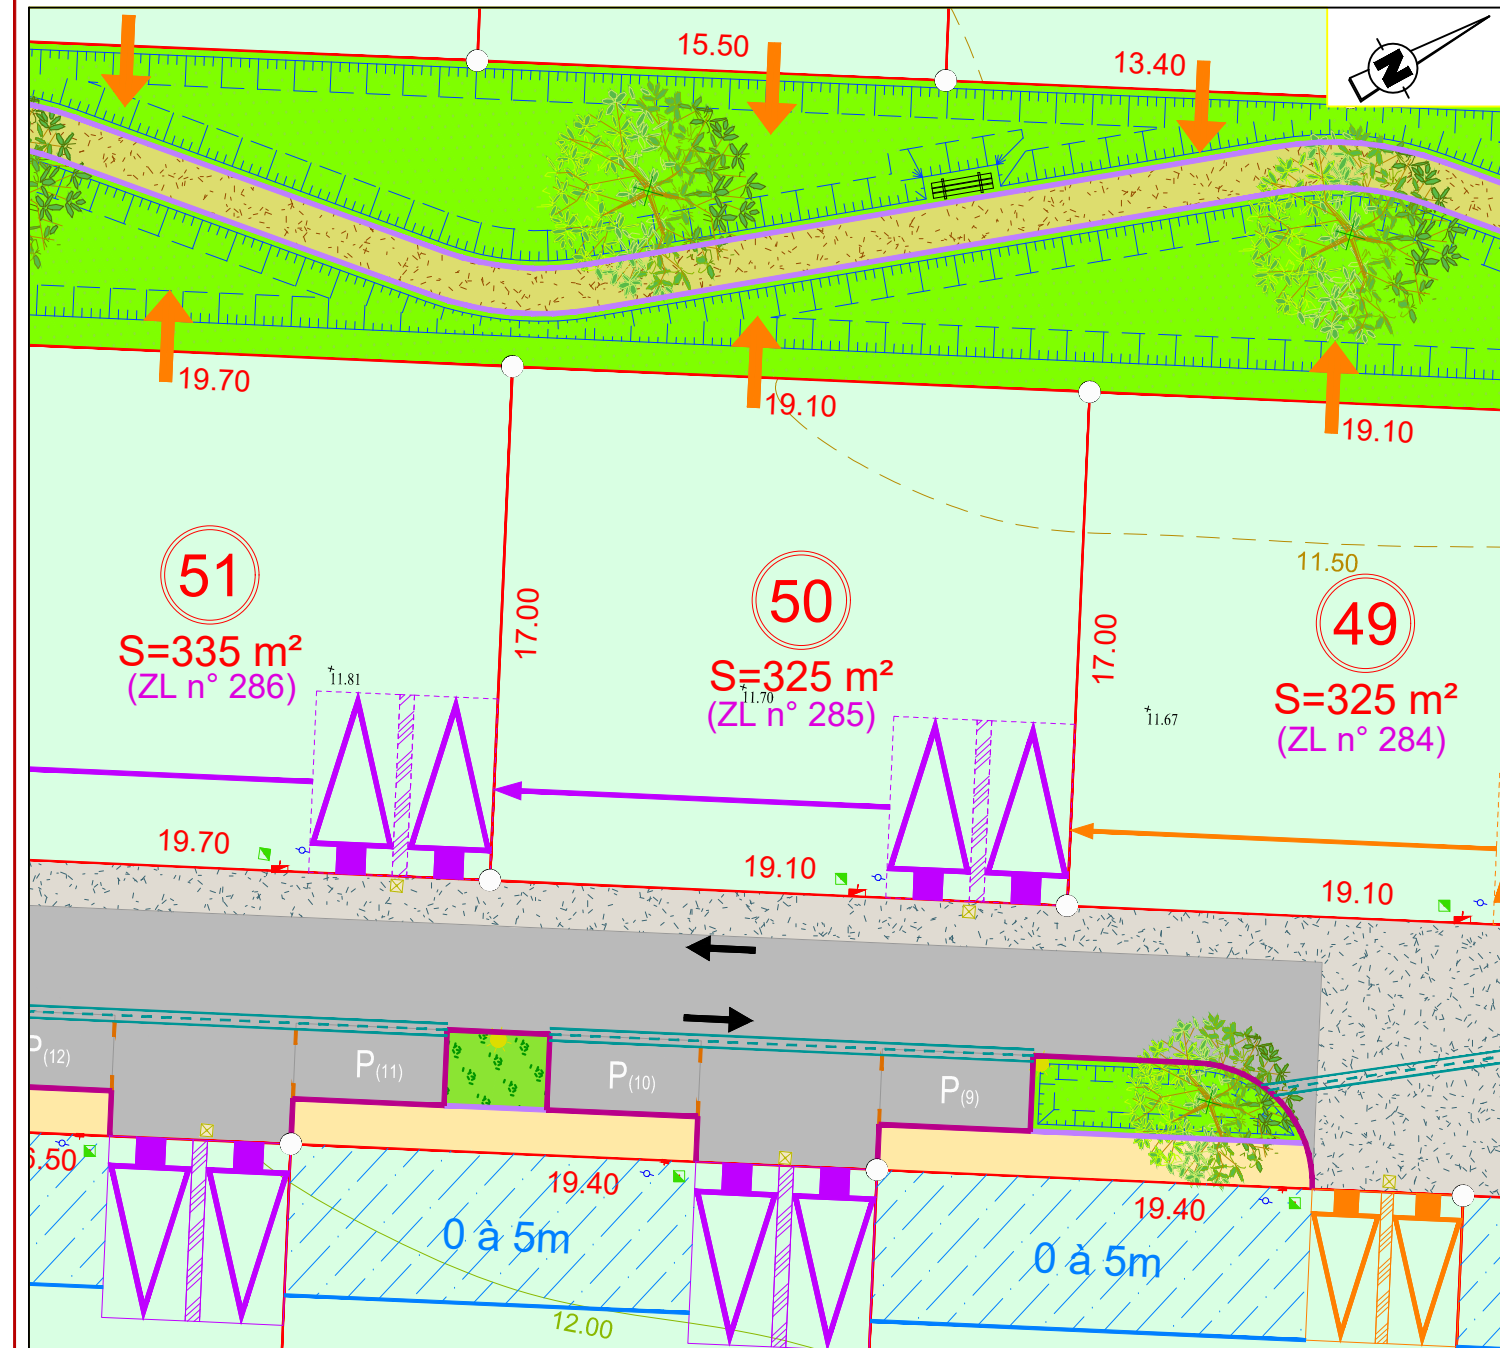 15.50
13.40
N
19.70
19.10
19.10
51
S=335 m²
(ZL n° 286)
11.81
17.00
50
S=325 m²
(ZL n° 285)
11.70
17.00
11.50
49
S=325 m²
(ZL n° 284)
11.67
19.70
19.10
19.10
P(12)
P(11)
P(10)
P(9)
6.50
19.40
19.40
0 à 5m
0 à 5m
12.00